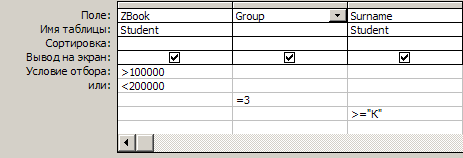 Поле: ZBook Group Surname
Имя таблицы: Student Student
Сортировка:
Вывод на экран:
Условие отбора: >100000
или: <200000
=3
>="К"